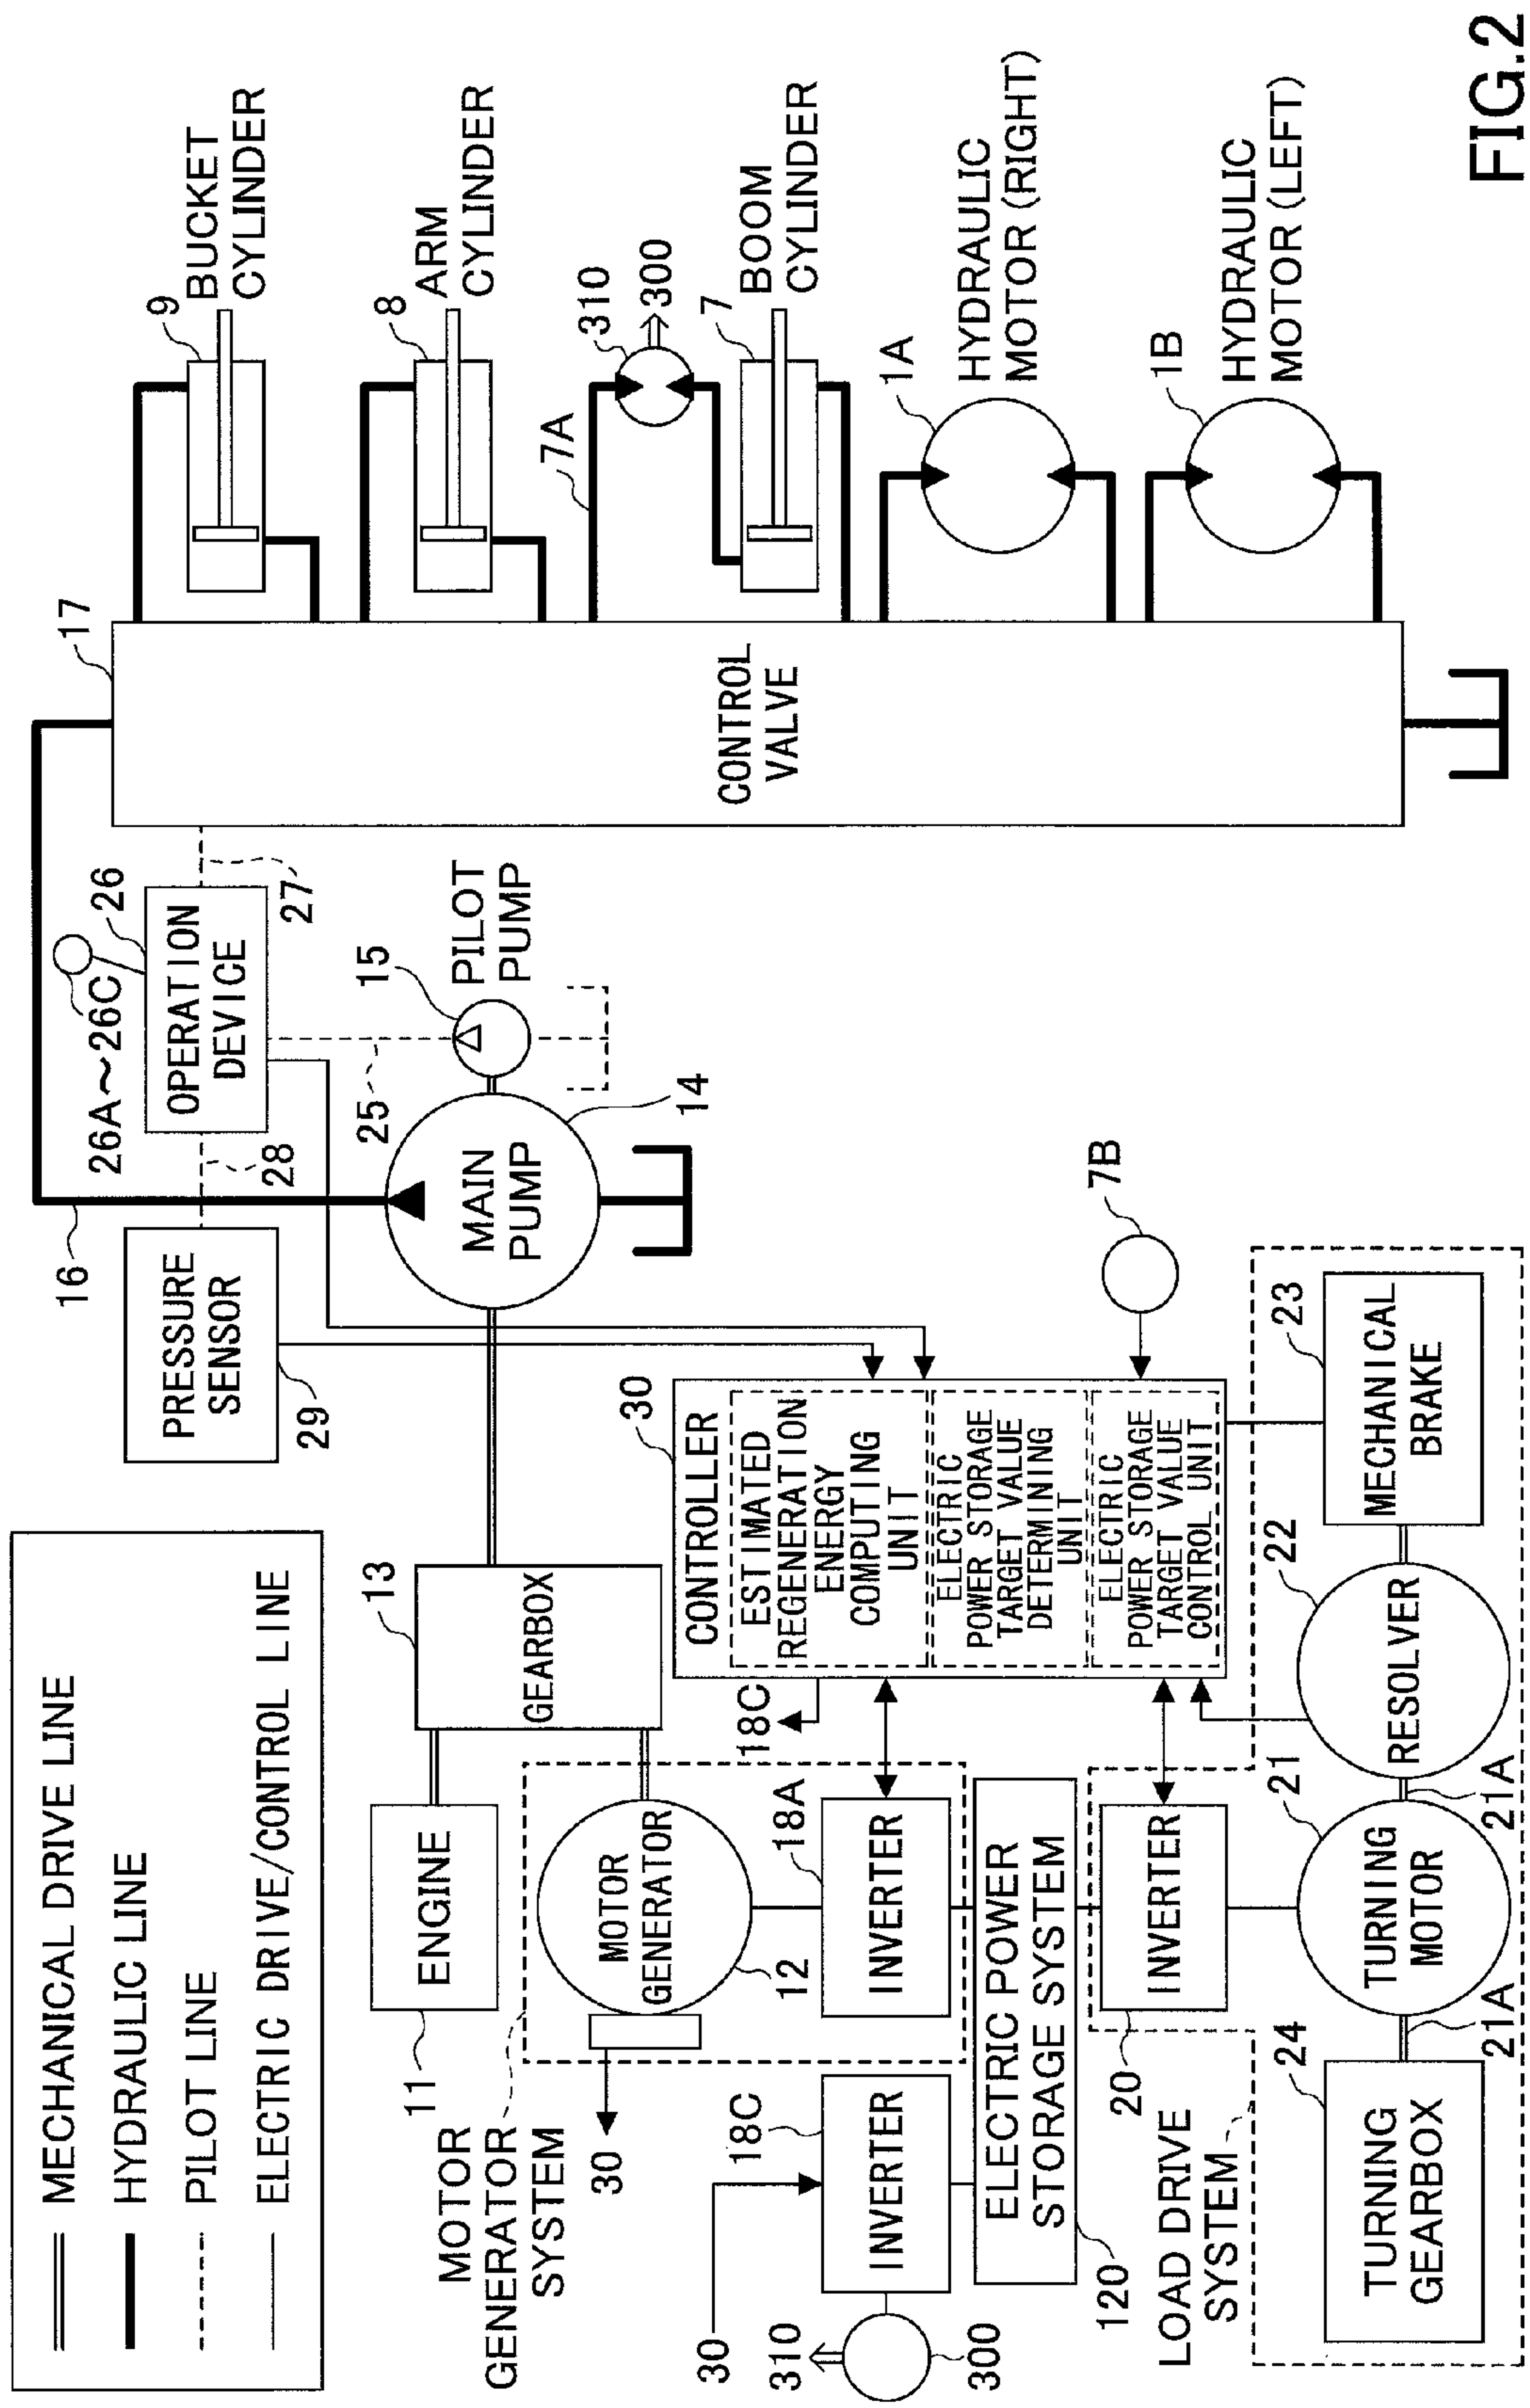 MECHANICAL DRIVE LINE
HYDRAULIC LINE
PILOT LINE
ELECTRIC DRIVE/CONTROL LINE
PRESSURE
SENSOR
29
16
28
26A～26C
26
OPERATION
DEVICE
27
17
9
BUCKET
CYLINDER
8
ARM
CYLINDER
310
300
7A
7
BOOM
CYLINDER
1A
HYDRAULIC
MOTOR (RIGHT)
1B
HYDRAULIC
MOTOR (LEFT)
CONTROL
VALVE
25
15
PILOT
PUMP
MAIN
PUMP
14
13
GEARBOX
ENGINE
11
MOTOR
GENERATOR
12
MOTOR
GENERATOR
SYSTEM
30
18A
INVERTER
18C
30
CONTROLLER
ESTIMATED
REGENERATION
ENERGY
COMPUTING
UNIT
ELECTRIC
POWER STORAGE
TARGET VALUE
DETERMINING
UNIT
ELECTRIC
POWER STORAGE
TARGET VALUE
CONTROL UNIT
7B
30
18C
INVERTER
310
300
ELECTRIC POWER
STORAGE SYSTEM
120
INVERTER
20
LOAD DRIVE
SYSTEM
24
TURNING
GEARBOX
21A
21
TURNING
MOTOR
21A
22
RESOLVER
23
MECHANICAL
BRAKE
FIG.2